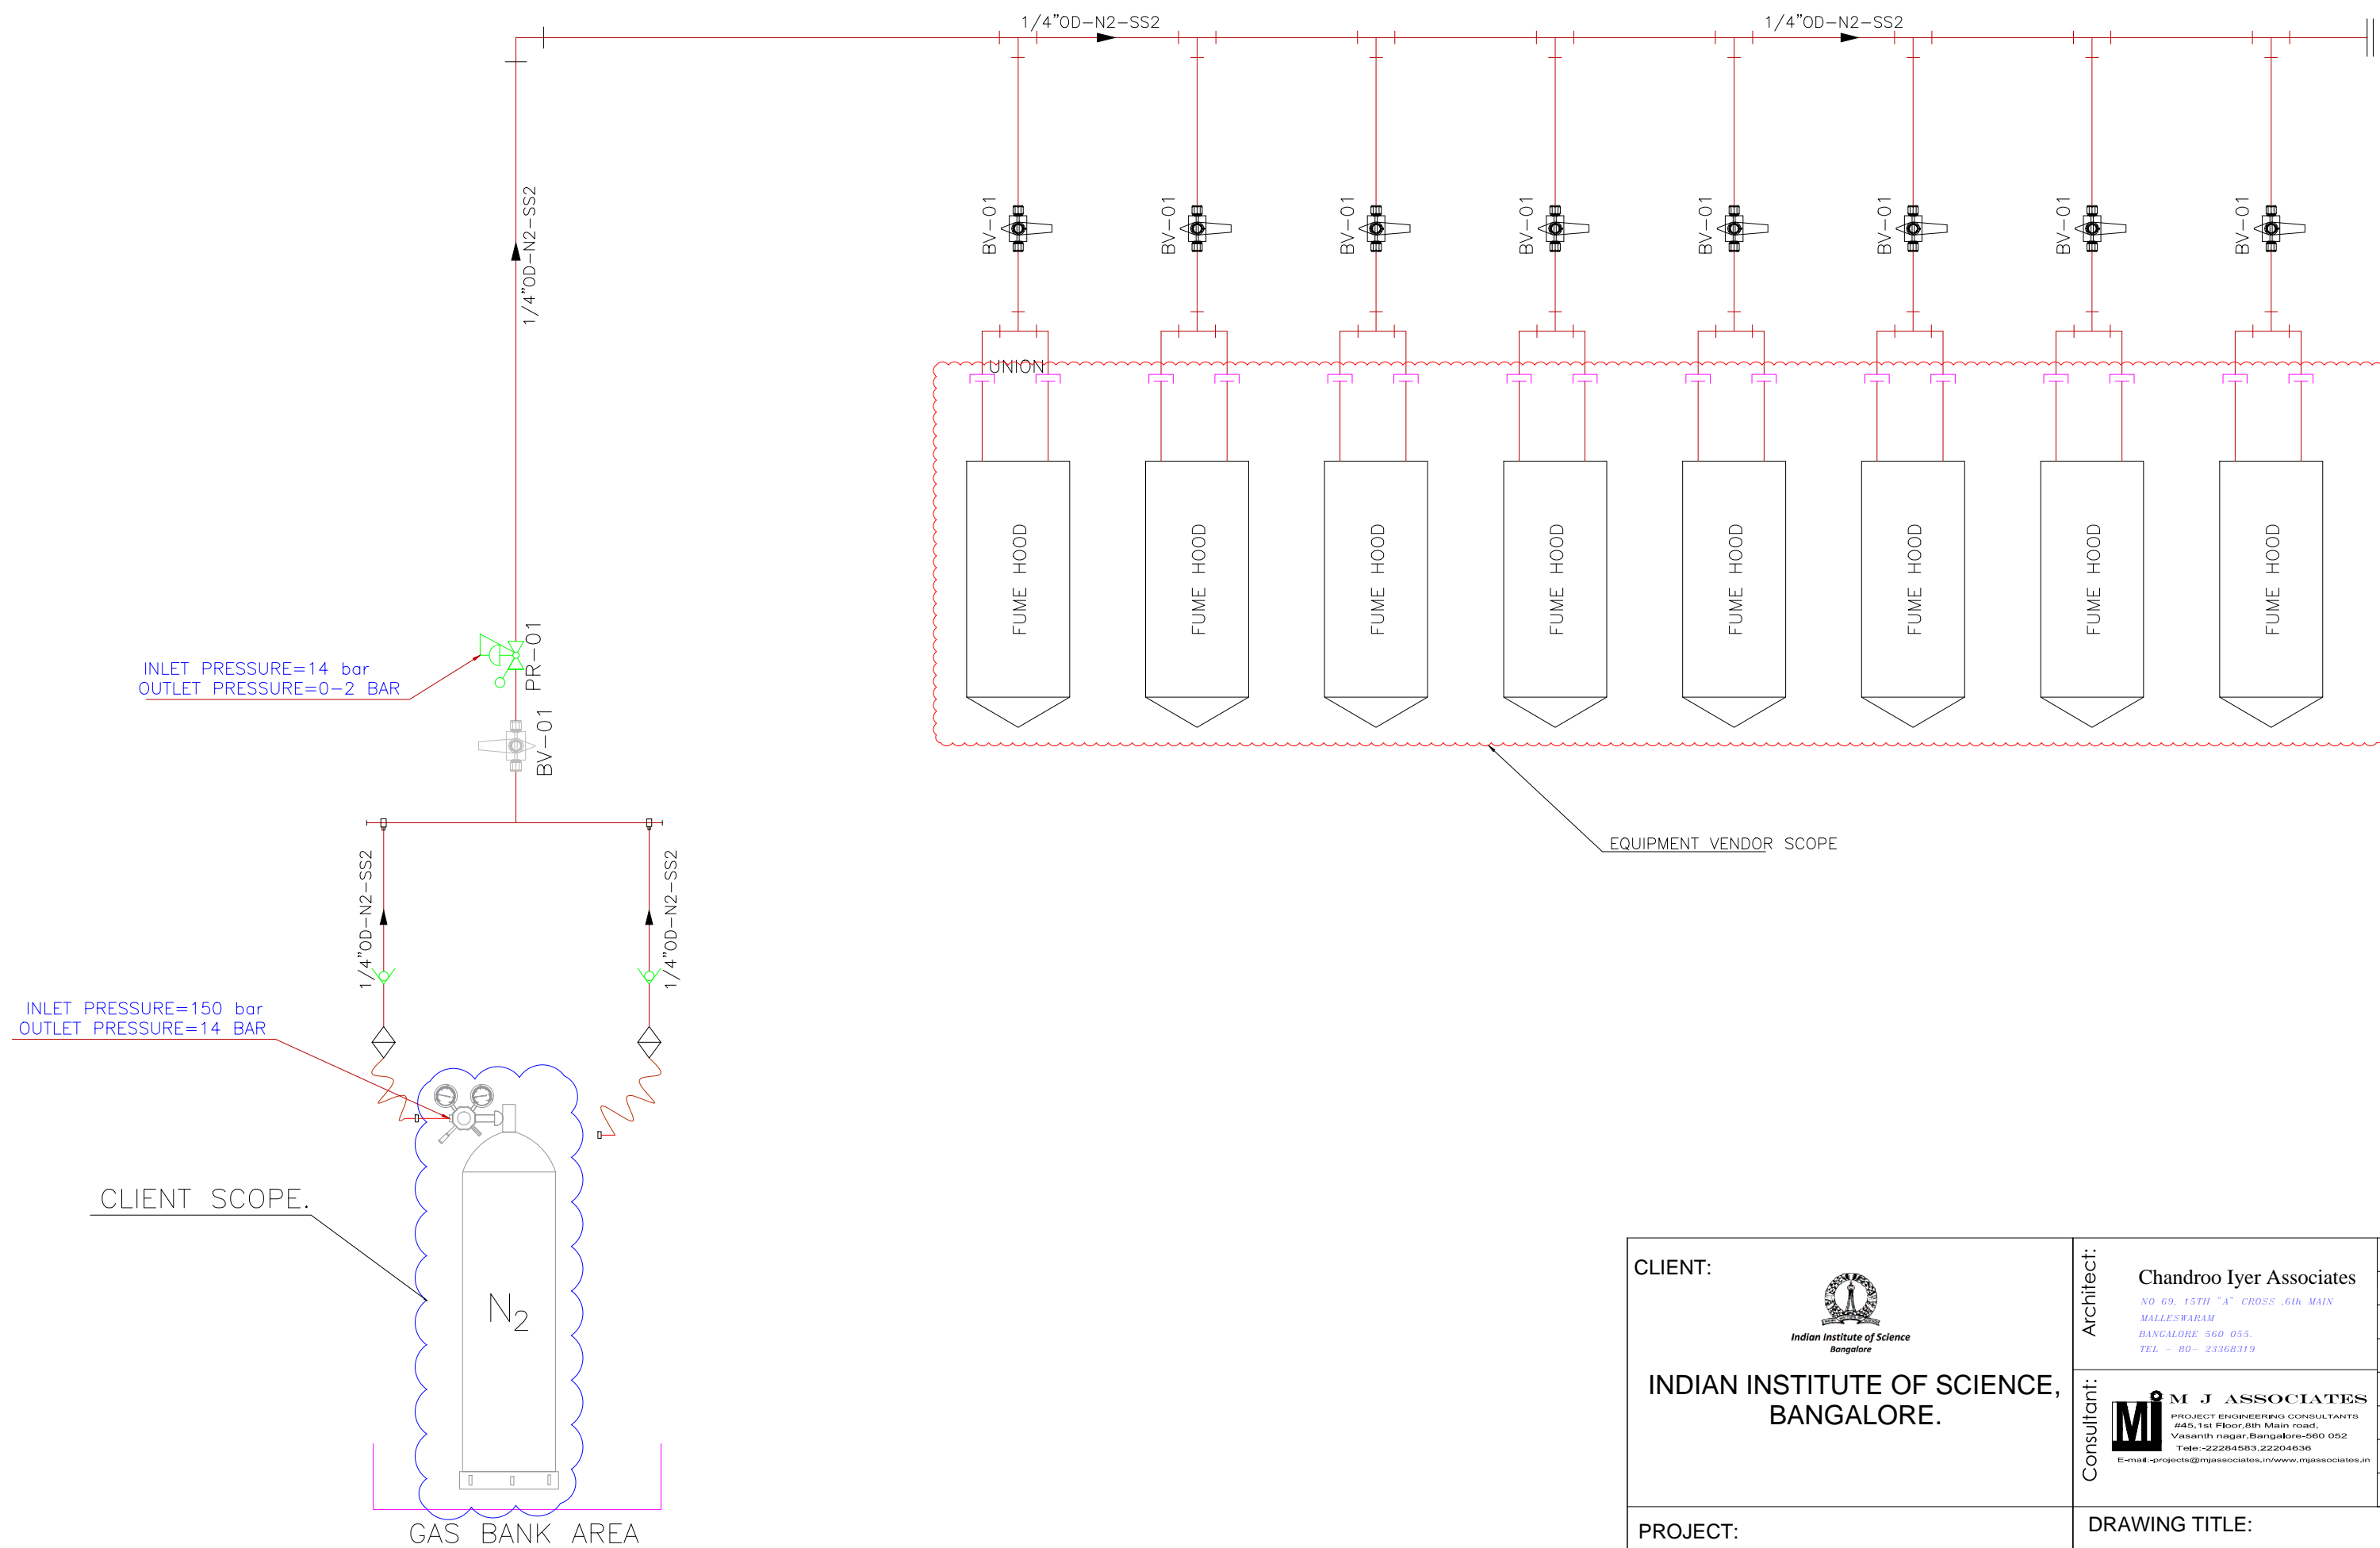 1/4"OD-N2-SS2
1/4"OD-N2-SS2
1/4"OD-N2-SS2
BV-01
BV-01
BV-01
BV-01
BV-01
BV-01
BV-01
BV-01
UNION
FUME HOOD
FUME HOOD
FUME HOOD
FUME HOOD
FUME HOOD
FUME HOOD
FUME HOOD
FUME HOOD
PR-01
INLET PRESSURE=14 bar
OUTLET PRESSURE=0-2 BAR
BV-01
EQUIPMENT VENDOR SCOPE
1/4"OD-N2-SS2
1/4"OD-N2-SS2
INLET PRESSURE=150 bar
OUTLET PRESSURE=14 BAR
CLIENT SCOPE.
N2
GAS BANK AREA
CLIENT:
Indian Institute of Science
Bangalore
INDIAN INSTITUTE OF SCIENCE,
BANGALORE.
Architect:
Chandroo Iyer Associates
NO 69, 15TH "A" CROSS ,6th MAIN
MALLESWARAM
BANGALORE 560 055.
TEL - 80- 23368319
Consultant:
Mi
M J ASSOCIATES
PROJECT ENGINEERING CONSULTANTS
#45,1st Floor,8th Main road,
Vasanth nagar,Bangalore-560 052
Tele:-22284583,22204636
E-mail:-projects@mjassociates.in/www.mjassociates.in
PROJECT:
DRAWING TITLE: